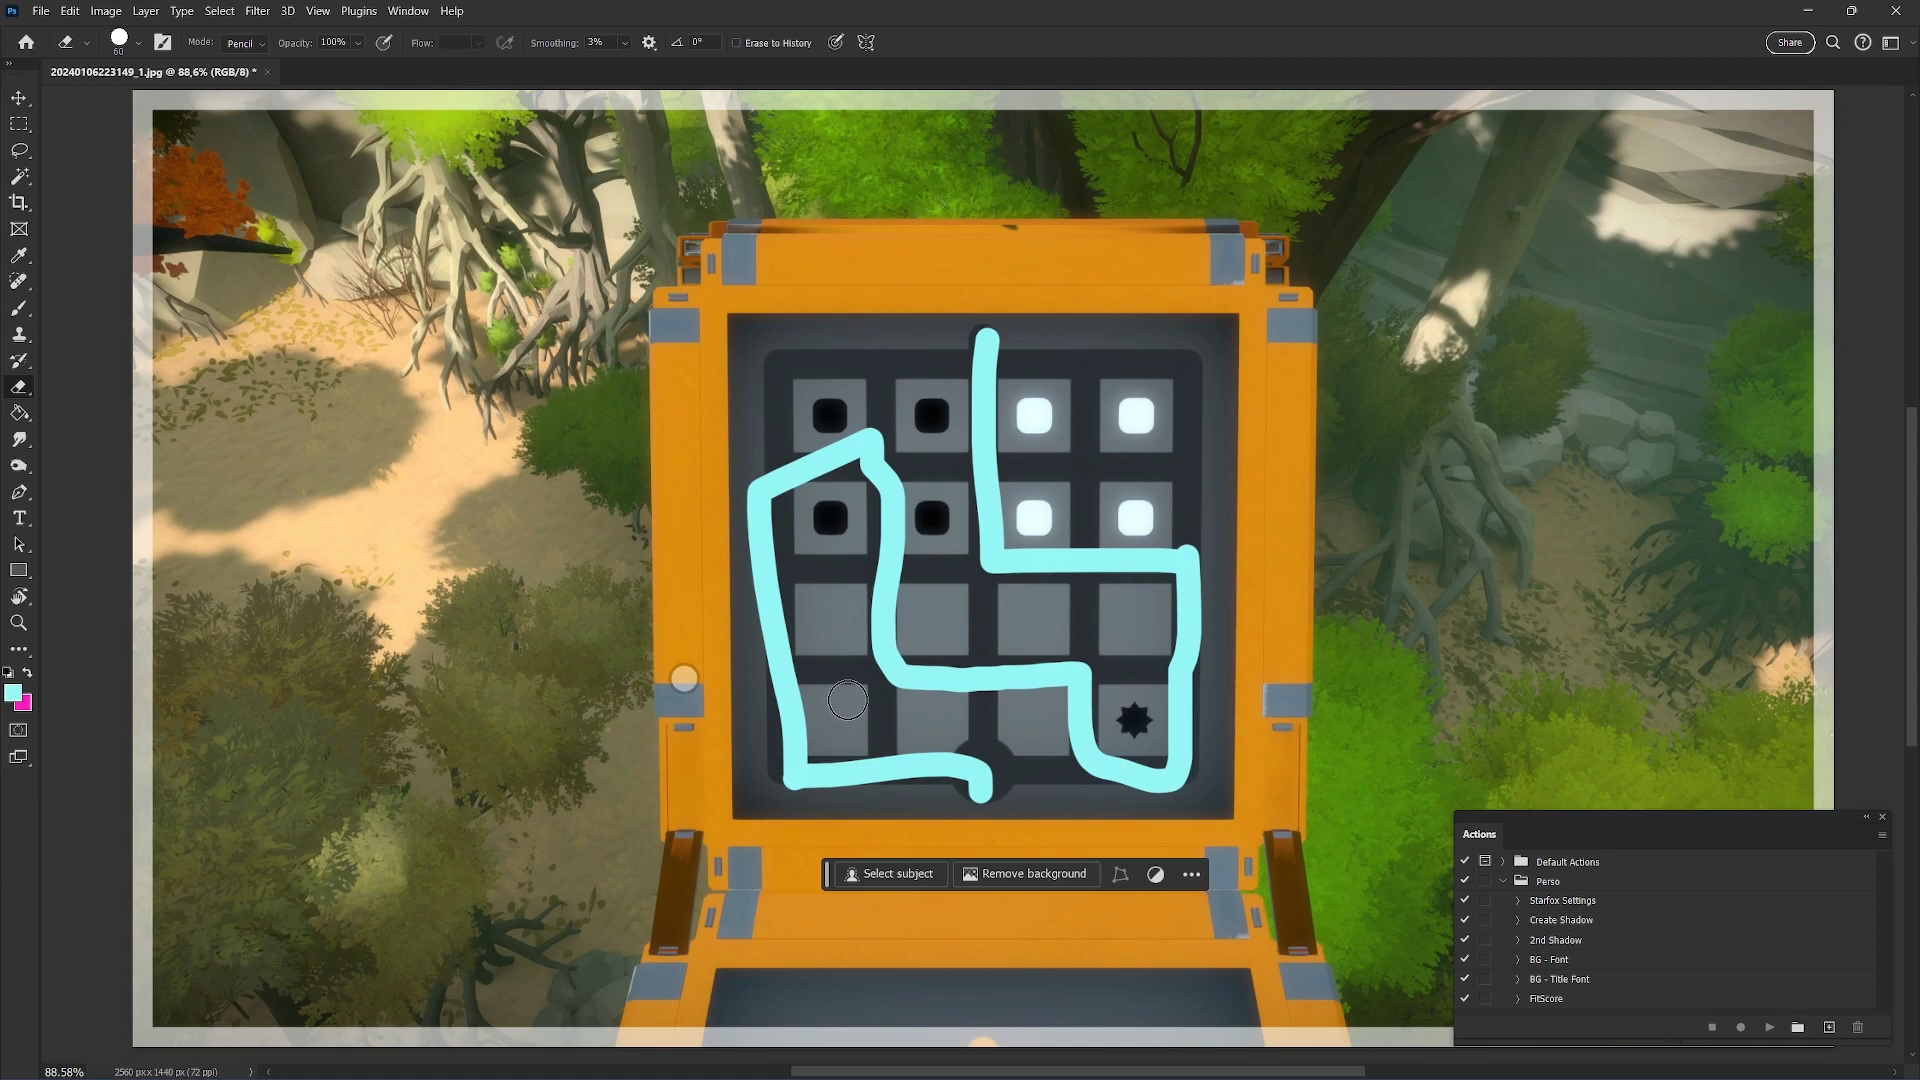 Ps File Edit Image Layer Type Select Filter 3D View Plugins Window Help
60 Mode: Pencil Opacity: 100% Flow: Smoothing: 3% 0° Erase to History Share
20240106223149_1.jpg @ 88,6% (RGB/8) *
Select subject Remove background
Actions
Default Actions
Perso
Starfox Settings
Create Shadow
2nd Shadow
BG - Font
BG - Title Font
FitScore
88.58% 2560 px x 1440 px (72 ppi)